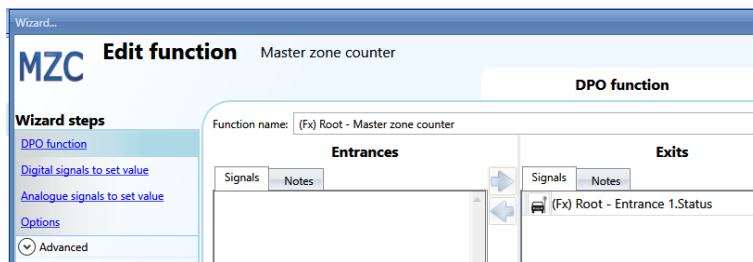 Wizard...
MZC Edit function Master zone counter
DPO function
Wizard steps
DPO function
Digital signals to set value
Analogue signals to set value
Options
Advanced
Function name: (Fx) Root - Master zone counter
Entrances
Signals Notes
Exits
Signals Notes
(Fx) Root - Entrance 1.Status